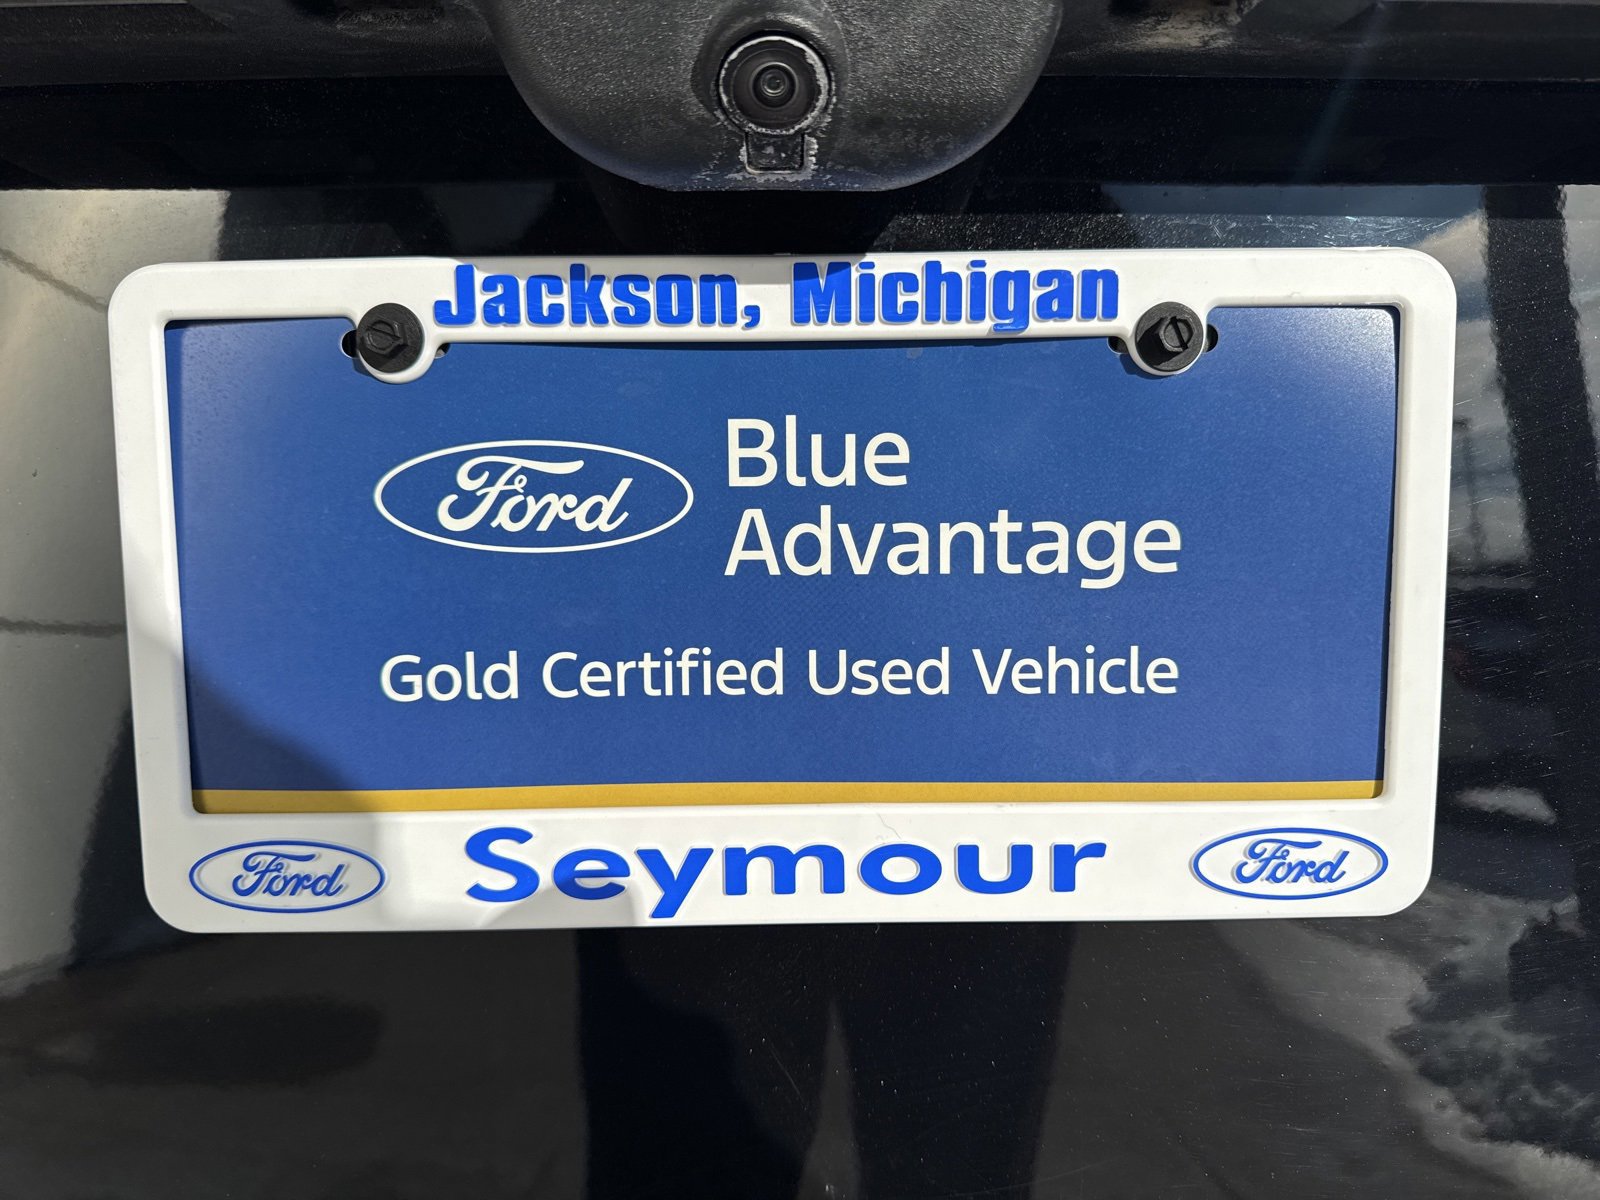 Jackson, Michigan
Ford
Blue
Advantage
Gold Certified Used Vehicle
Ford Seymour Ford